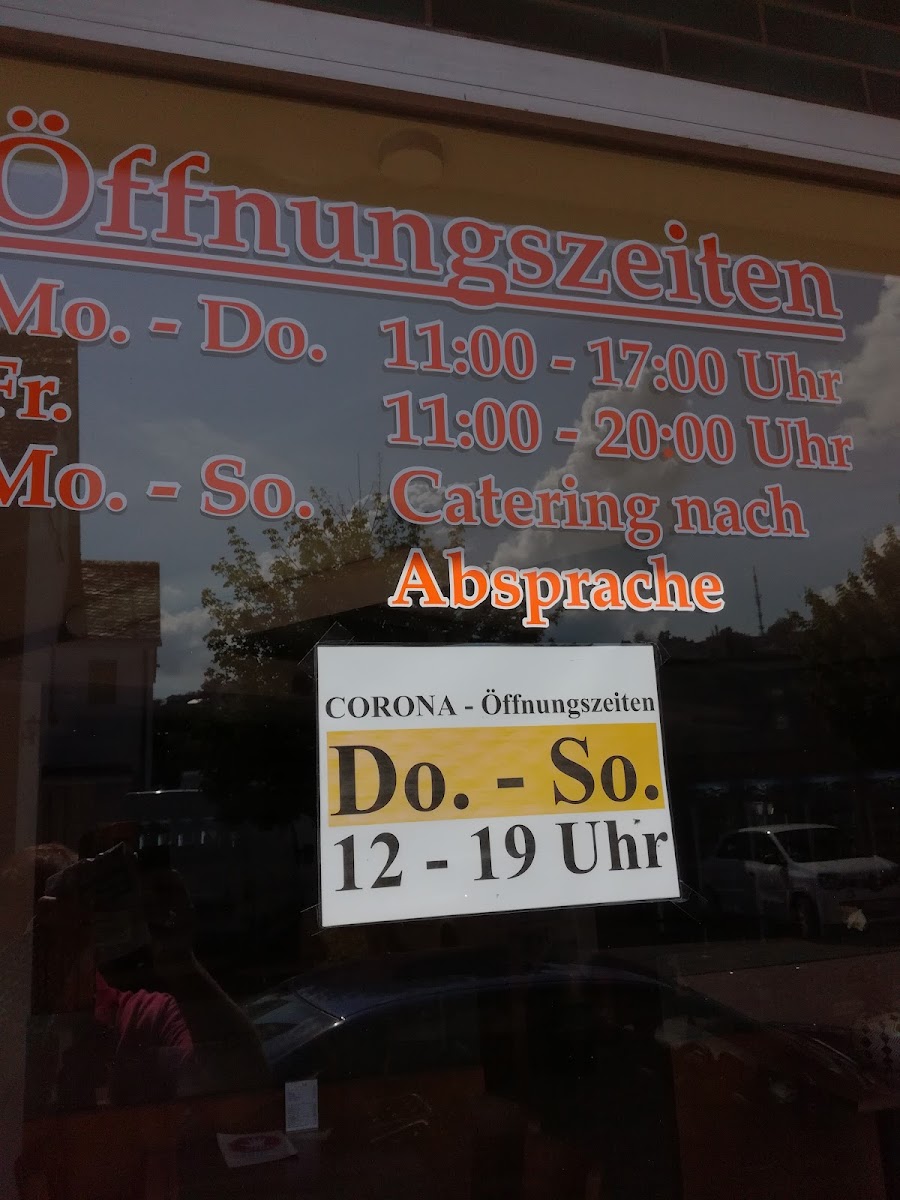 Öffnungszeiten
Mo. - Do. 11:00 - 17:00 Uhr
Fr. 11:00 - 20:00 Uhr
Mo. - So. Catering nach
Absprache
CORONA - Öffnungszeiten
Do. - So.
12 - 19 Uhr